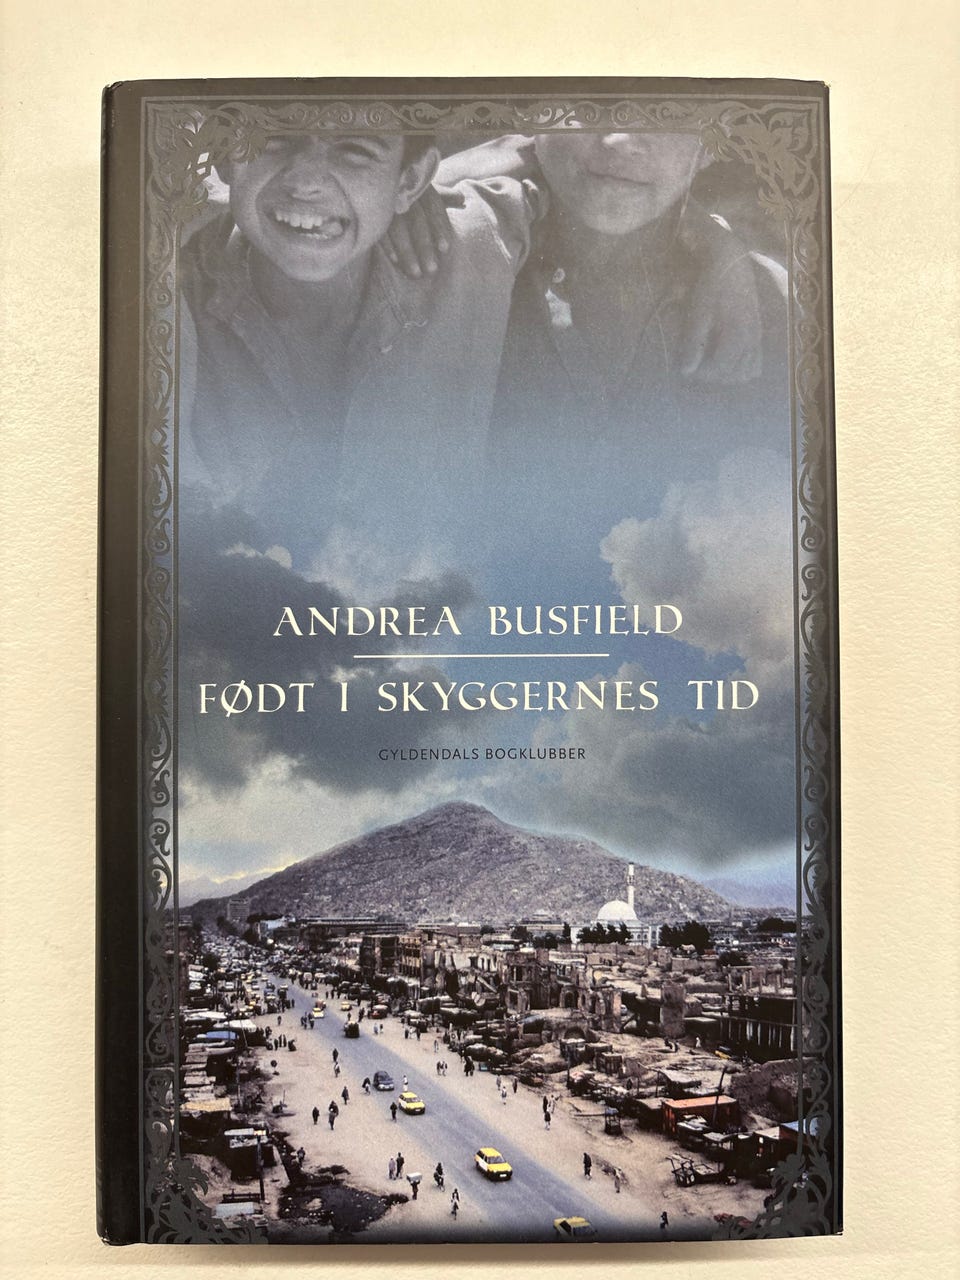 ANDREA BUSFIELD
FØDT I SKYGGERNES TID
GYLDENDALS BOGKLUBBER